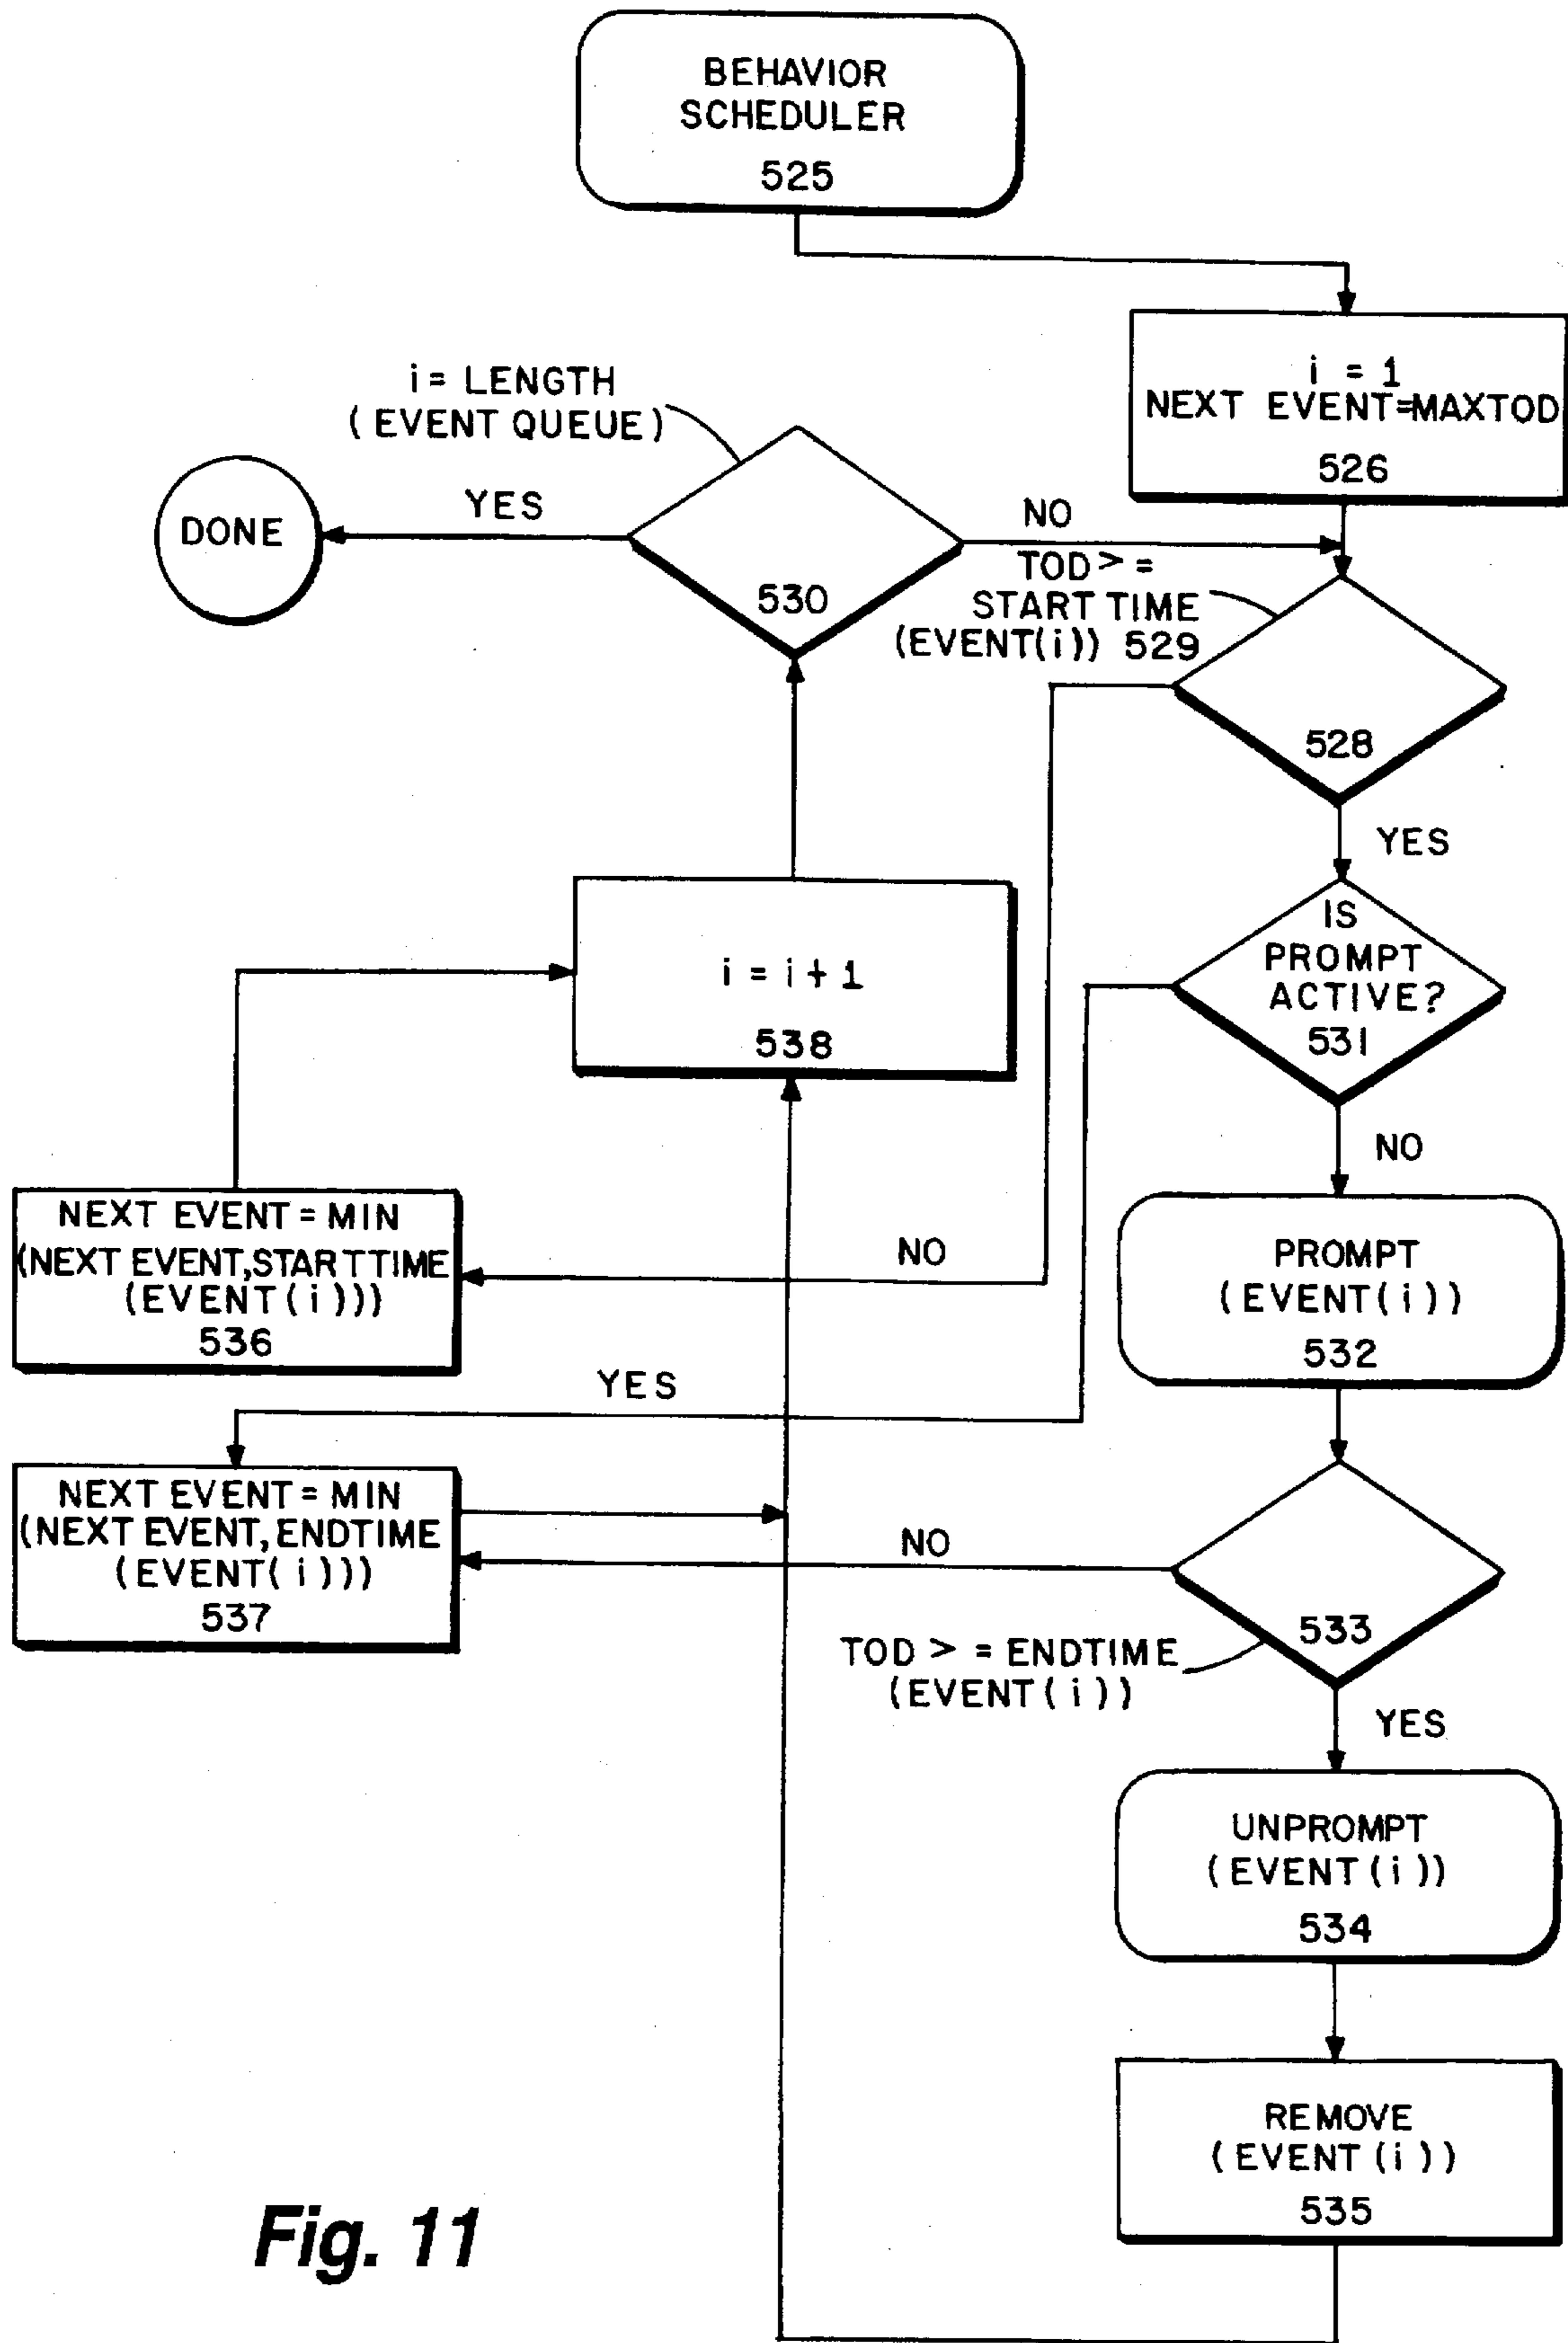 BEHAVIOR
SCHEDULER
525
i = 1
NEXT EVENT=MAXTOD
526
i = LENGTH
( EVENT QUEUE )
YES
DONE
530
NO
TOD > =
START TIME
(EVENT(i)) 529
528
YES
IS
PROMPT
ACTIVE?
531
i = i + 1
538
NO
NEXT EVENT = MIN
(NEXT EVENT,STARTTIME
(EVENT(i)))
536
NO
PROMPT
(EVENT(i))
532
YES
NEXT EVENT = MIN
(NEXT EVENT, ENDTIME
(EVENT(i)))
537
NO
533
TOD > = ENDTIME
(EVENT(i))
YES
UNPROMPT
(EVENT(i))
534
REMOVE
(EVENT(i))
535
Fig. 11